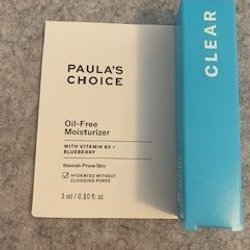 PAULA'S
CHOICE
Oil-Free
Moisturizer
WITH VITAMIN B3 +
BLUEBERRY
Blemish-Prone Skin
HYDRATES WITHOUT
CLOGGING PORES
3 ml / 0.10 fl. oz.
CLEAR